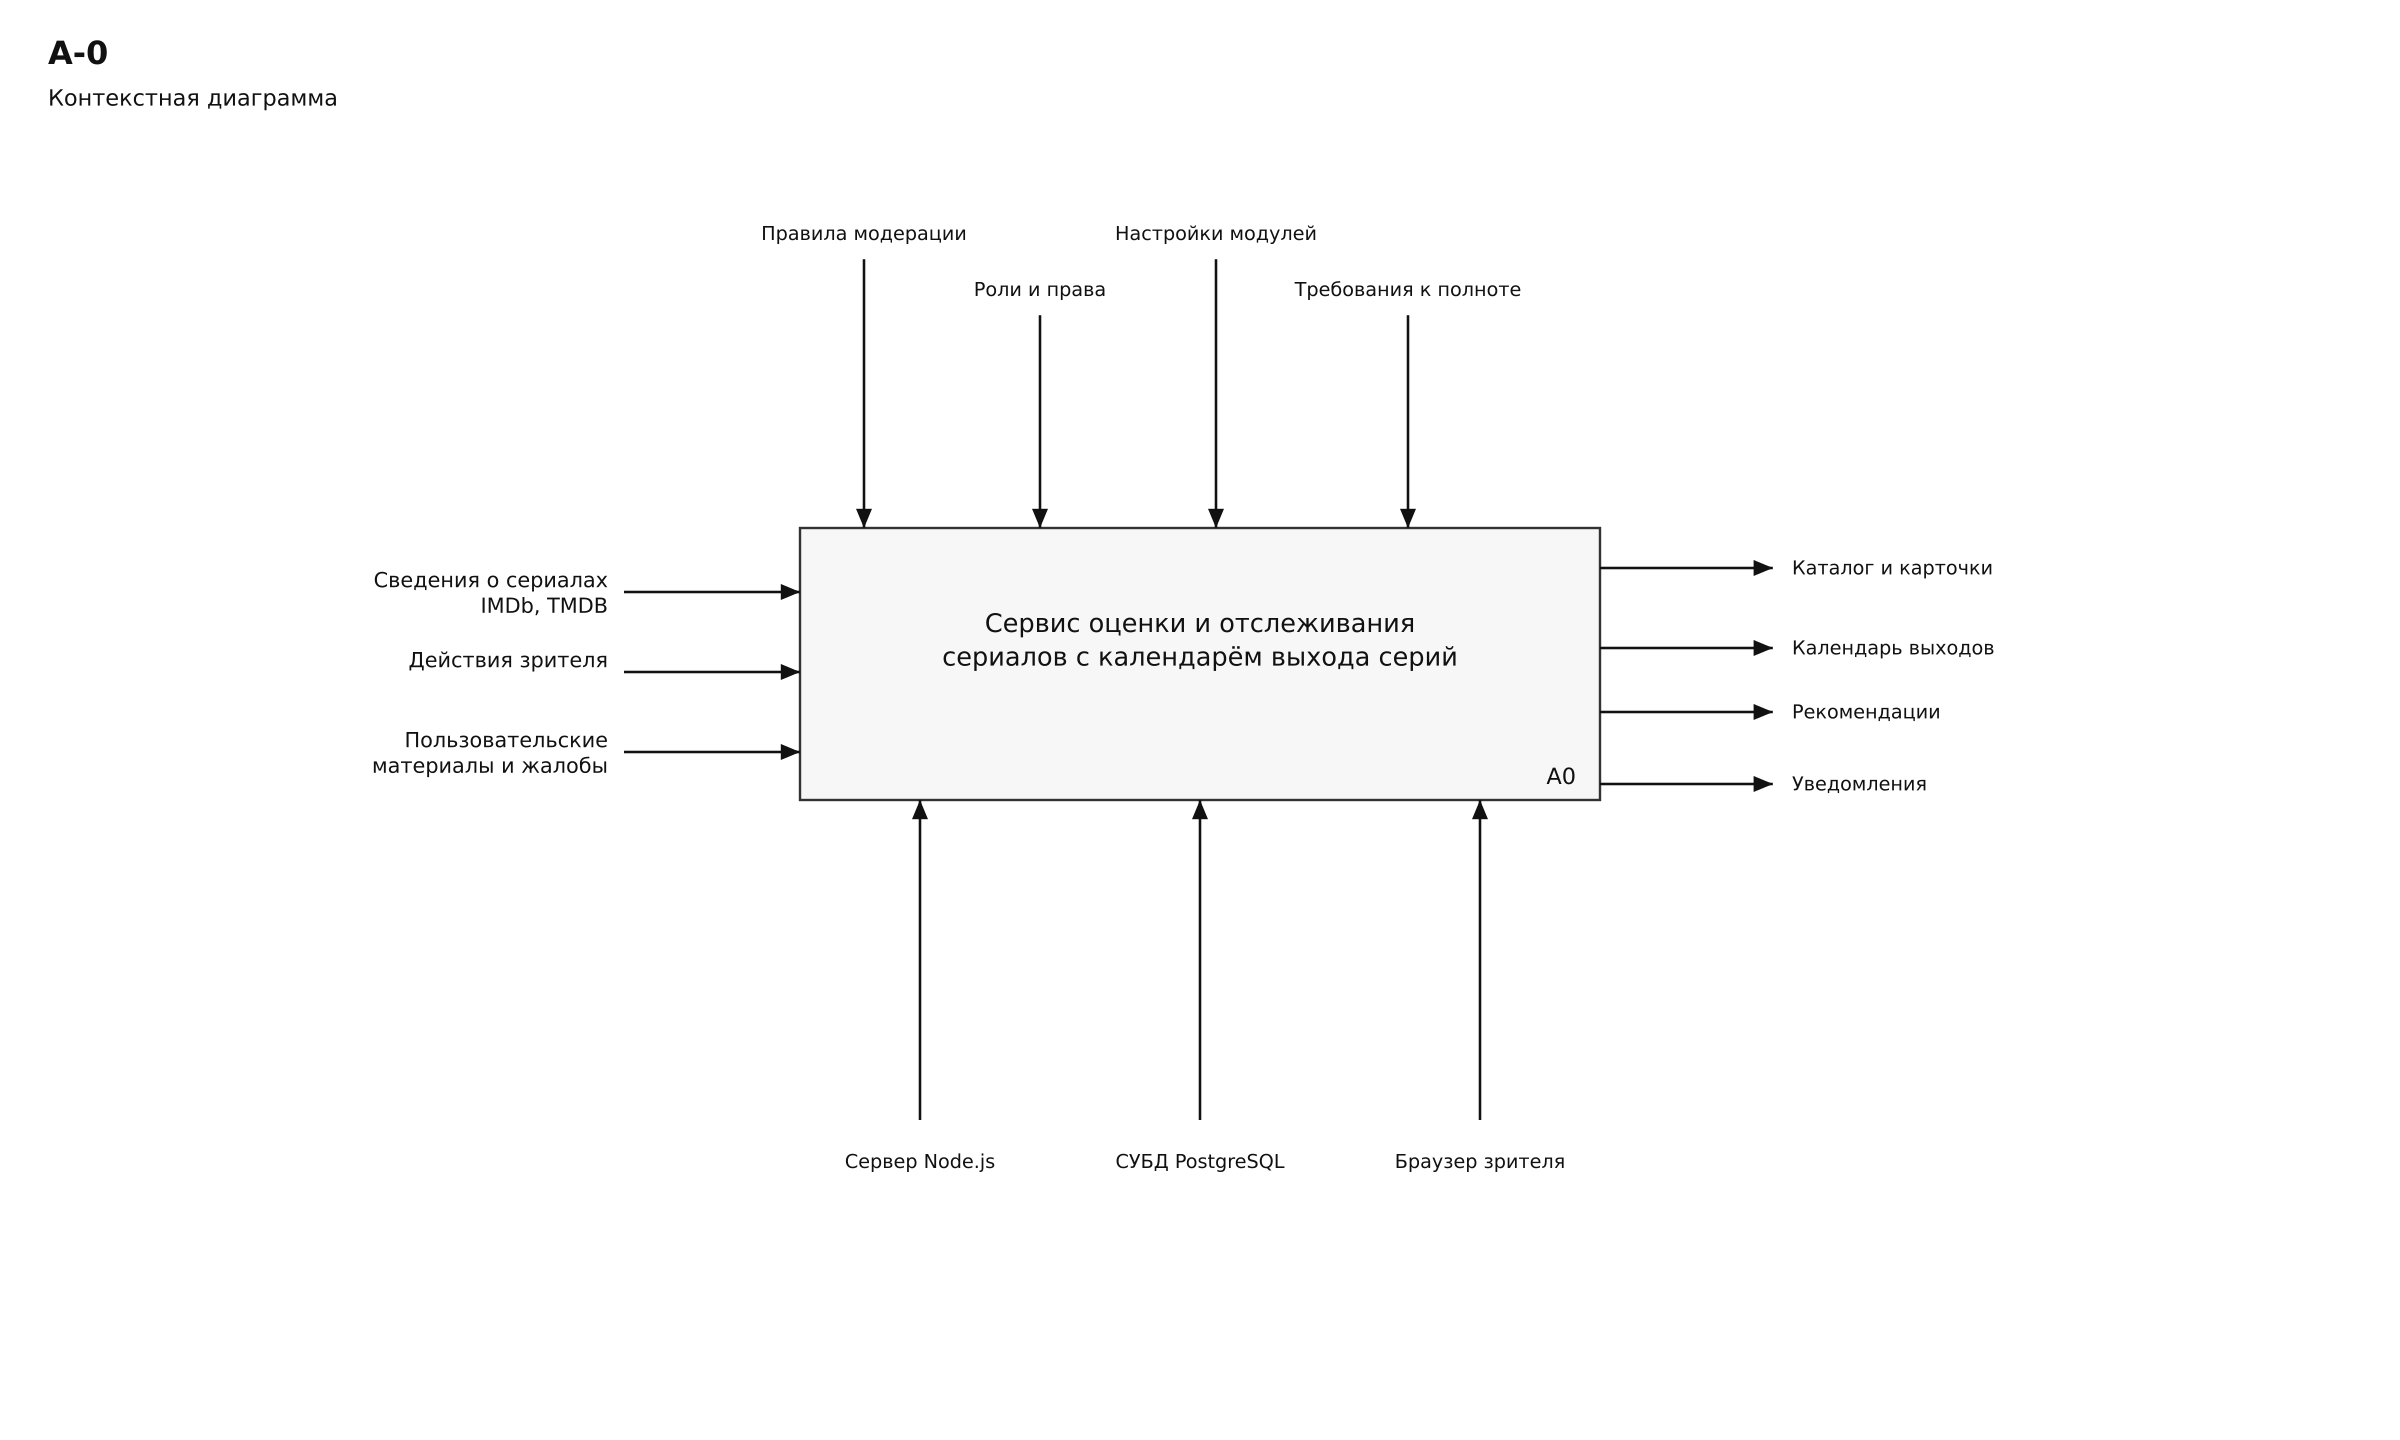 A-0
Контекстная диаграмма
Правила модерации
Настройки модулей
Роли и права
Требования к полноте
Сведения о сериалах
IMDb, TMDB
Действия зрителя
Пользовательские
материалы и жалобы
Сервис оценки и отслеживания
сериалов с календарём выхода серий
A0
Каталог и карточки
Календарь выходов
Рекомендации
Уведомления
Сервер Node.js
СУБД PostgreSQL
Браузер зрителя